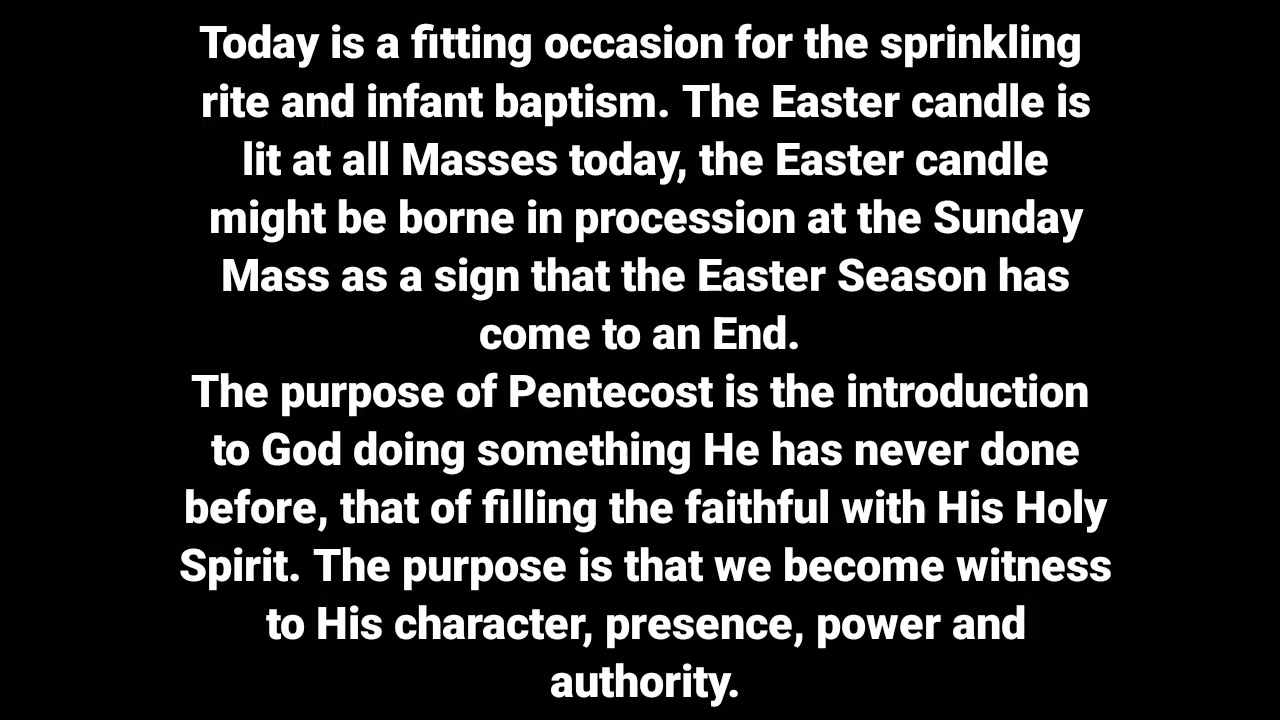 Today is a fitting occasion for the sprinkling
rite and infant baptism. The Easter candle is
lit at all Masses today, the Easter candle
might be borne in procession at the Sunday
Mass as a sign that the Easter Season has
come to an End.
The purpose of Pentecost is the introduction
to God doing something He has never done
before, that of filling the faithful with His Holy
Spirit. The purpose is that we become witness
to His character, presence, power and
authority.